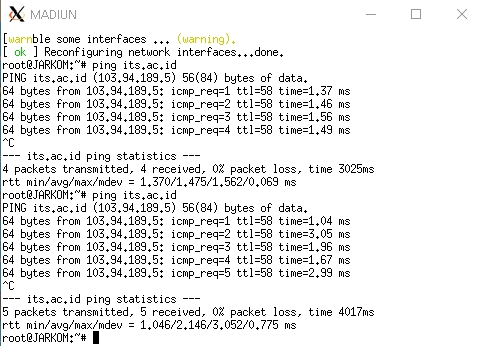 MADIUN
[warnble some interfaces ... (warning).
[ ok ] Reconfiguring network interfaces...done.
root@JARKOM:~# ping its.ac.id
PING its.ac.id (103.94.189.5) 56(84) bytes of data.
64 bytes from 103.94.189.5: icmp_req=1 ttl=58 time=1.37 ms
64 bytes from 103.94.189.5: icmp_req=2 ttl=58 time=1.46 ms
64 bytes from 103.94.189.5: icmp_req=3 ttl=58 time=1.56 ms
64 bytes from 103.94.189.5: icmp_req=4 ttl=58 time=1.49 ms
^C
--- its.ac.id ping statistics ---
4 packets transmitted, 4 received, 0% packet loss, time 3025ms
rtt min/avg/max/mdev = 1.370/1.475/1.562/0.069 ms
root@JARKOM:~# ping its.ac.id
PING its.ac.id (103.94.189.5) 56(84) bytes of data.
64 bytes from 103.94.189.5: icmp_req=1 ttl=58 time=1.04 ms
64 bytes from 103.94.189.5: icmp_req=2 ttl=58 time=3.05 ms
64 bytes from 103.94.189.5: icmp_req=3 ttl=58 time=1.96 ms
64 bytes from 103.94.189.5: icmp_req=4 ttl=58 time=1.67 ms
64 bytes from 103.94.189.5: icmp_req=5 ttl=58 time=2.99 ms
^C
--- its.ac.id ping statistics ---
5 packets transmitted, 5 received, 0% packet loss, time 4017ms
rtt min/avg/max/mdev = 1.046/2.146/3.052/0.775 ms
root@JARKOM:~#